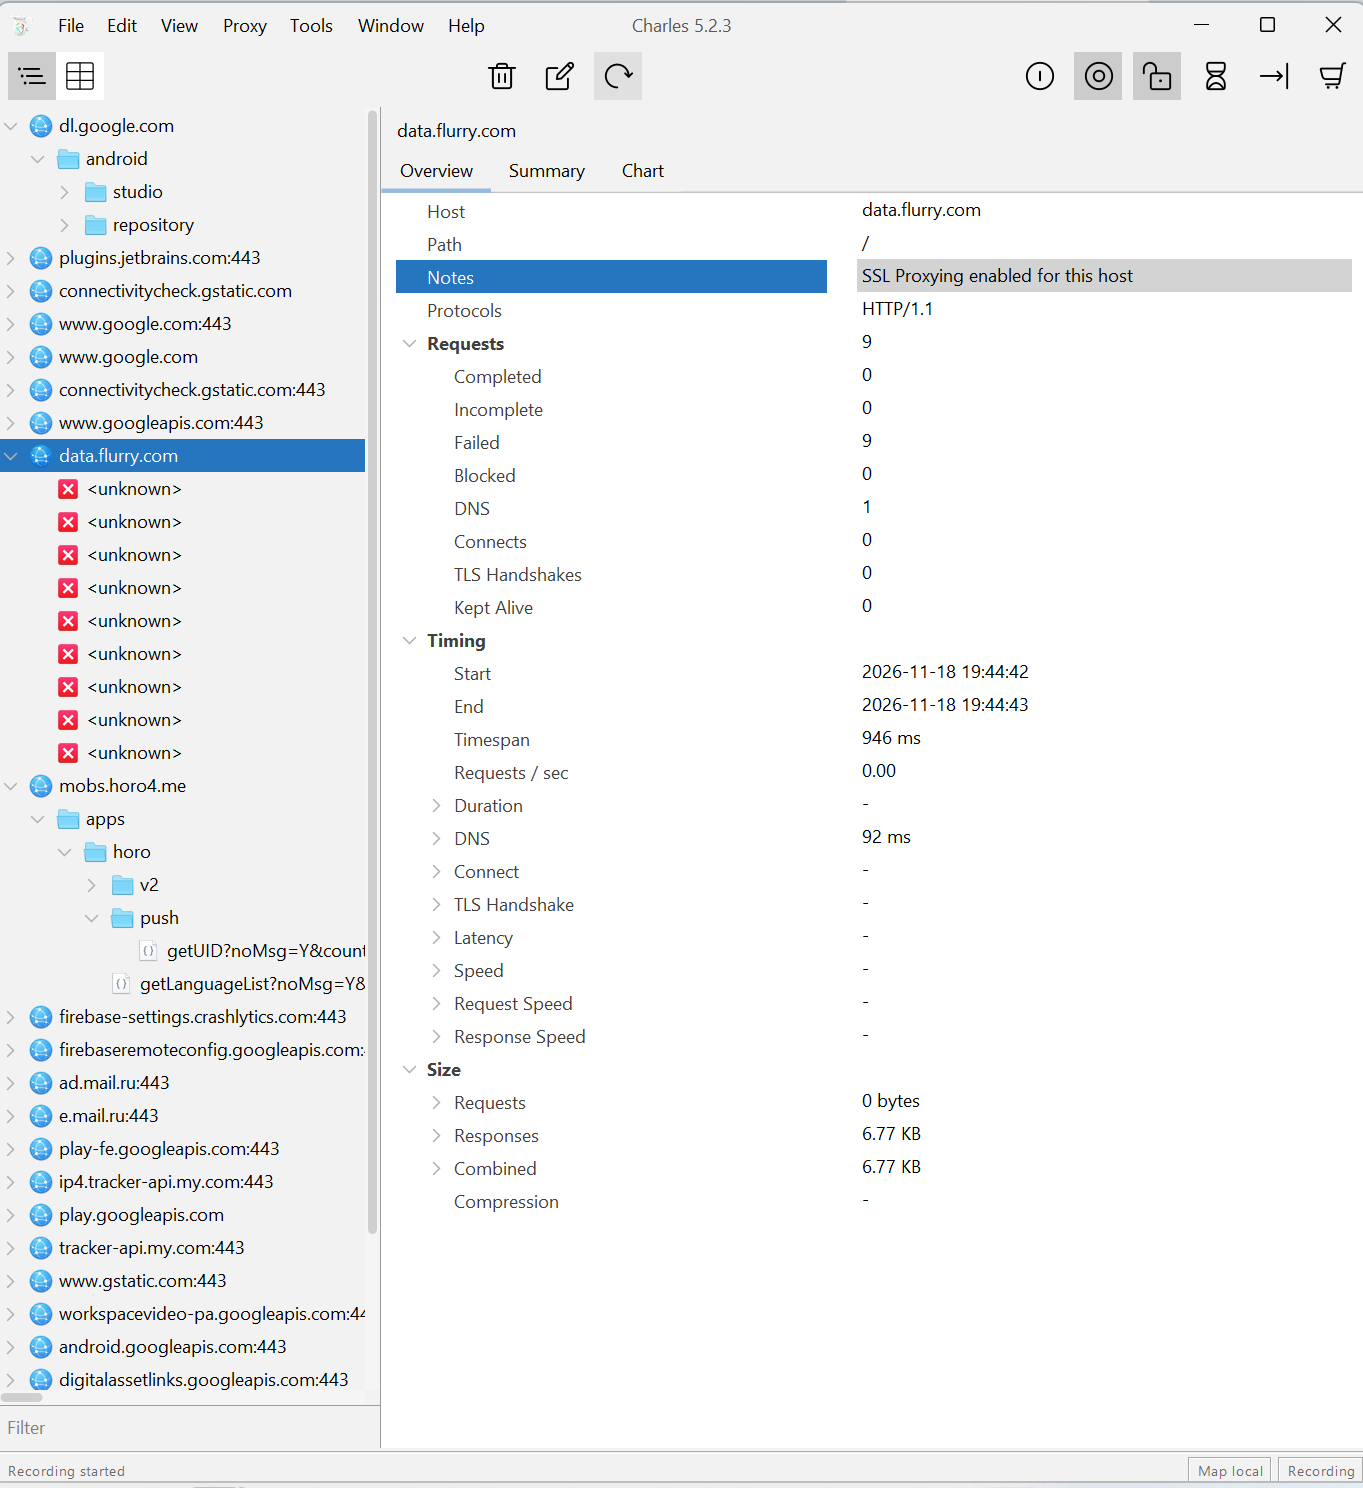 File Edit View Proxy Tools Window Help Charles 5.2.3
dl.google.com
android
studio
repository
plugins.jetbrains.com:443
connectivitycheck.gstatic.com
www.google.com:443
www.google.com
connectivitycheck.gstatic.com:443
www.googleapis.com:443
data.flurry.com
<unknown>
<unknown>
<unknown>
<unknown>
<unknown>
<unknown>
<unknown>
<unknown>
<unknown>
mobs.horo4.me
apps
horo
v2
push
getUID?noMsg=Y&count
getLanguageList?noMsg=Y&
firebase-settings.crashlytics.com:443
firebaseremoteconfig.googleapis.com:
ad.mail.ru:443
e.mail.ru:443
play-fe.googleapis.com:443
ip4.tracker-api.my.com:443
play.googleapis.com
tracker-api.my.com:443
www.gstatic.com:443
workspacevideo-pa.googleapis.com:44
android.googleapis.com:443
digitalassetlinks.googleapis.com:443
Filter
data.flurry.com
Overview Summary Chart
Host data.flurry.com
Path /
Notes SSL Proxying enabled for this host
Protocols HTTP/1.1
Requests 9
Completed 0
Incomplete 0
Failed 9
Blocked 0
DNS 1
Connects 0
TLS Handshakes 0
Kept Alive 0
Timing
Start 2026-11-18 19:44:42
End 2026-11-18 19:44:43
Timespan 946 ms
Requests / sec 0.00
Duration -
DNS 92 ms
Connect -
TLS Handshake -
Latency -
Speed -
Request Speed -
Response Speed -
Size
Requests 0 bytes
Responses 6.77 KB
Combined 6.77 KB
Compression -
Recording started Map local Recording